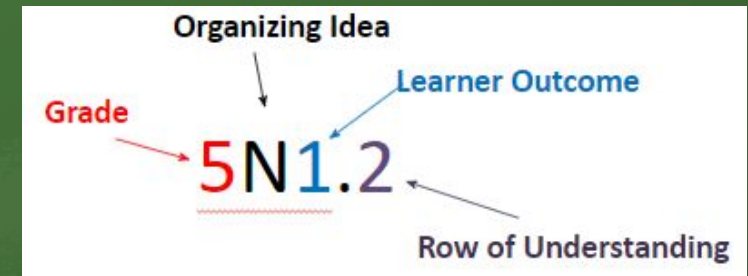 Organizing Idea
Learner Outcome
Grade
5N1.2
Row of Understanding